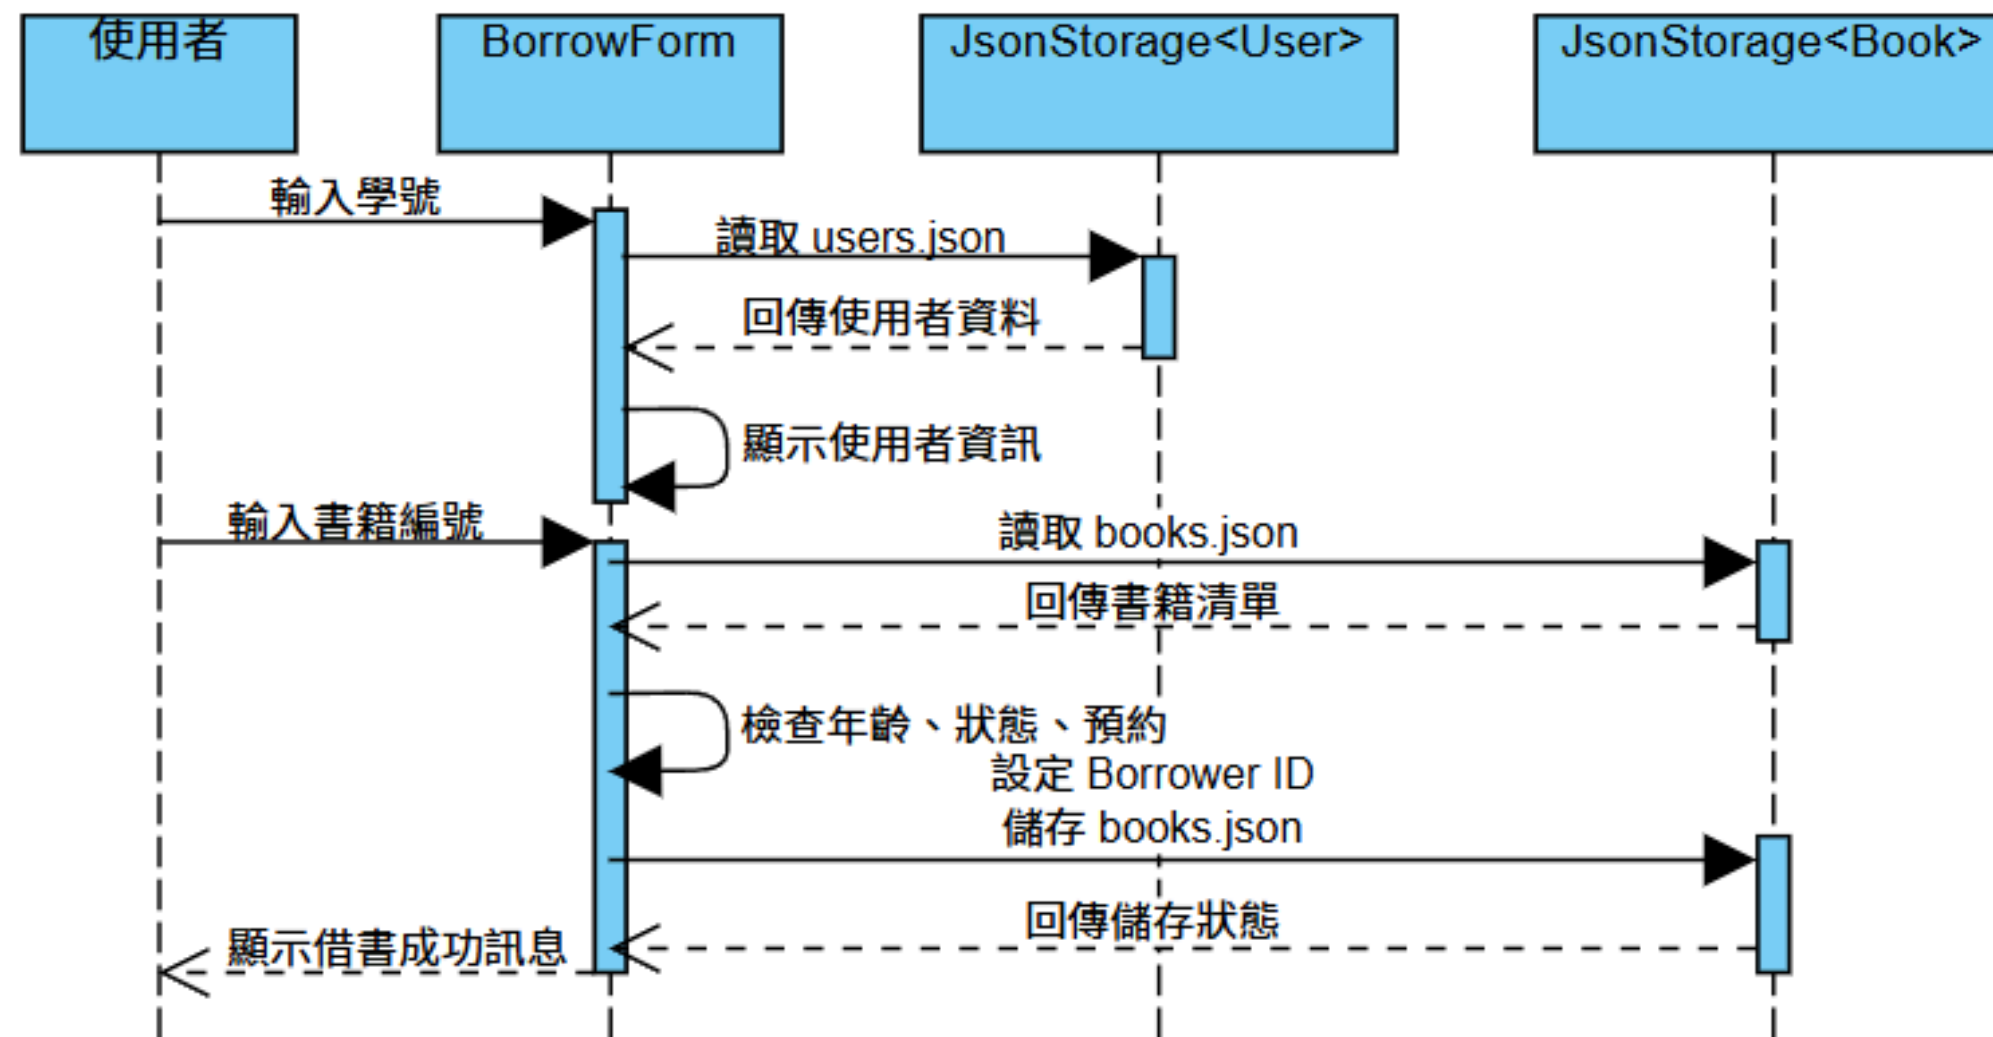 使用者
BorrowForm
JsonStorage<User>
JsonStorage<Book>
輸入學號
讀取 users.json
回傳使用者資料
顯示使用者資訊
輸入書籍編號
讀取 books.json
回傳書籍清單
檢查年齡、狀態、預約
設定 Borrower ID
儲存 books.json
回傳儲存狀態
顯示借書成功訊息